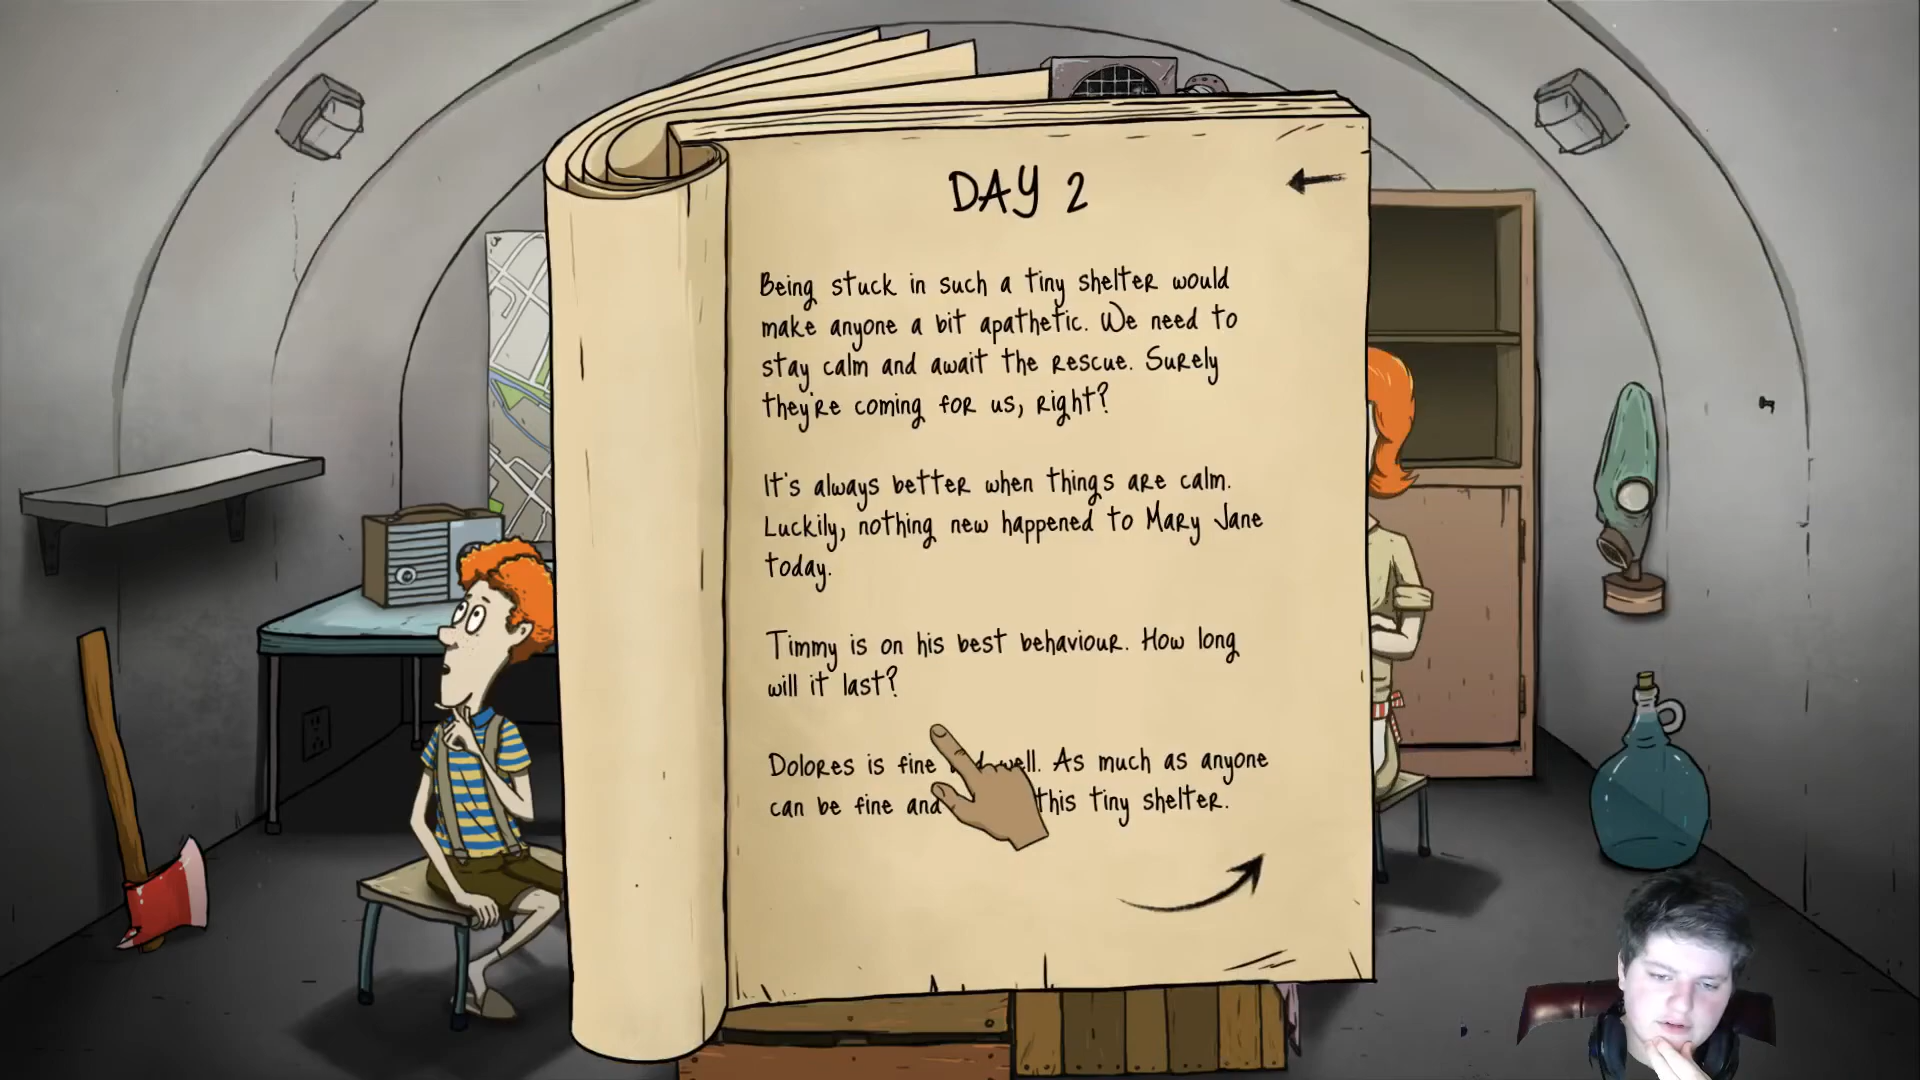 DAY 2
Being stuck in such a tiny shelter would
make anyone a bit apathetic. We need to
stay calm and await the rescue. Surely
they're coming for us, right?
It's always better when things are calm.
Luckily, nothing new happened to Mary Jane
today.
Timmy is on his best behaviour. How long
will it last?
Dolores is fine well. As much as anyone
can be fine and this tiny shelter.